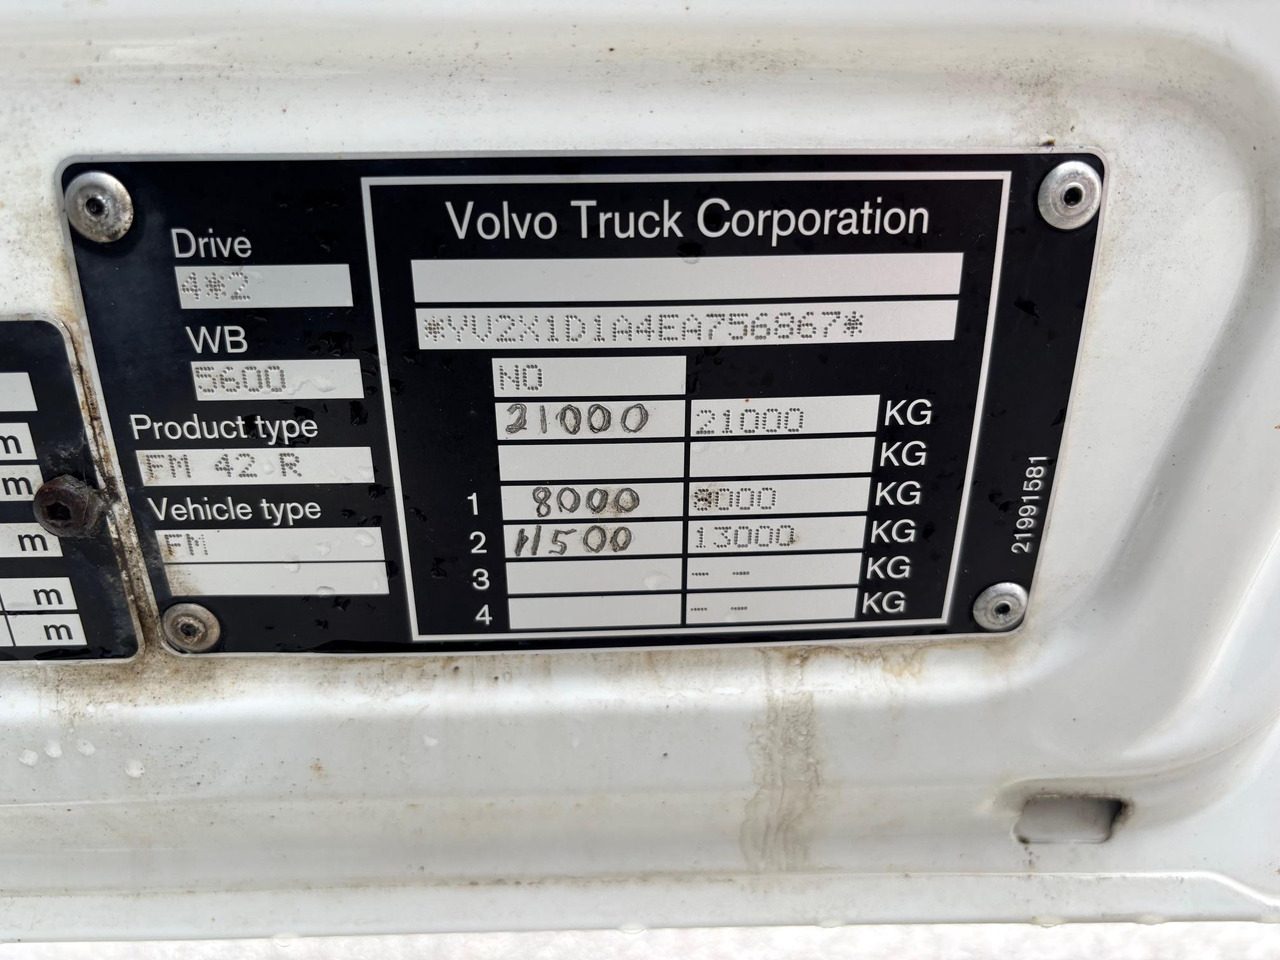 Volvo Truck Corporation
Drive
4*2
*YV2X1D1A4EA756867*
WB
5600
NO
21000 21000 KG
Product type
FM 42 R
KG
1 8000 8000 KG
Vehicle type
FM
2 11500 13000 KG
3 ---- ---- KG
4 ---- ---- KG
21991581
m
m
m
m
m